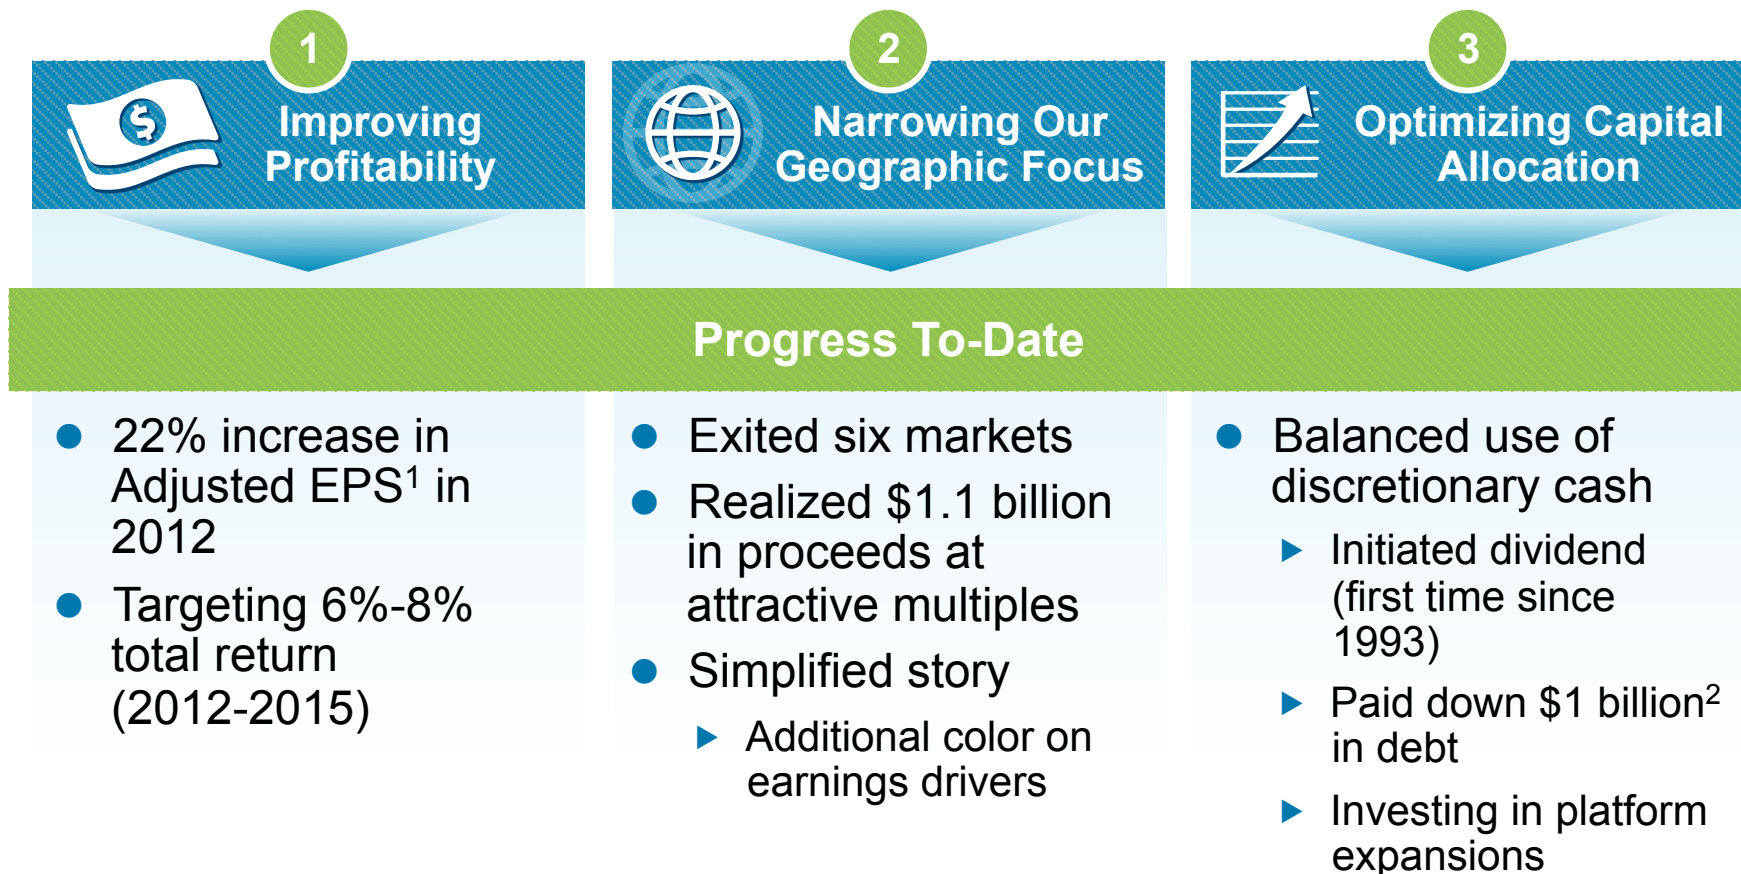 1
Improving
Profitability
2
Narrowing Our
Geographic Focus
3
Optimizing Capital
Allocation
Progress To-Date
22% increase in
Adjusted EPS¹ in
2012
Targeting 6%-8%
total return
(2012-2015)
Exited six markets
Realized $1.1 billion
in proceeds at
attractive multiples
Simplified story
Additional color on
earnings drivers
Balanced use of
discretionary cash
Initiated dividend
(first time since
1993)
Paid down $1 billion²
in debt
Investing in platform
expansions